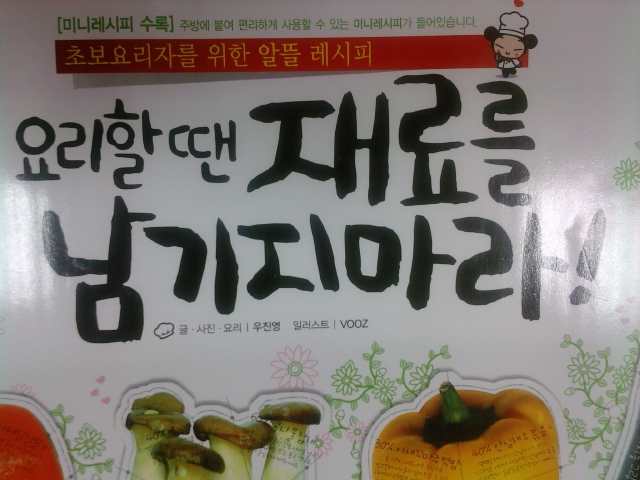 [미니레시피 수록] 주방에 붙여 편리하게 사용할 수 있는 미니레시피가 들어있습니다.
초보요리자를 위한 알뜰 레시피
요리할 땐 재료를
남기지마라!
글·사진·요리 | 우진영 일러스트 | VOOZ
30%
40%